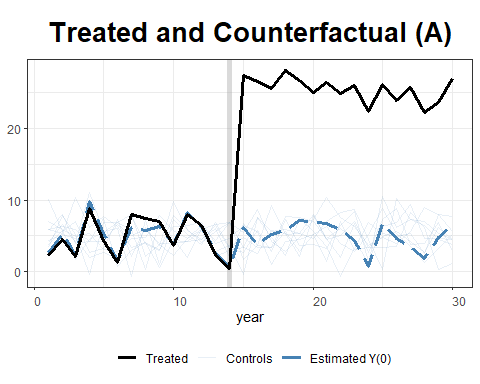 Treated and Counterfactual (A)
20
10
0
0 10 20 30
year
Treated Controls Estimated Y(0)